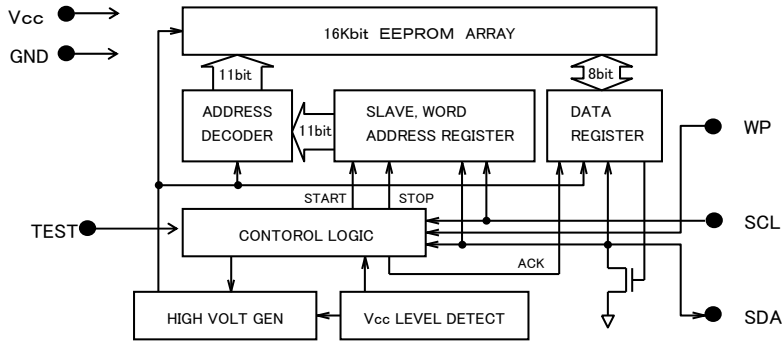 Vcc
16Kbit EEPROM ARRAY
GND
11bit
8bit
ADDRESS
DECODER
11bit
SLAVE, WORD
ADDRESS REGISTER
DATA
REGISTER
WP
START
STOP
SCL
TEST
CONTOROL LOGIC
ACK
HIGH VOLT GEN
Vcc LEVEL DETECT
SDA